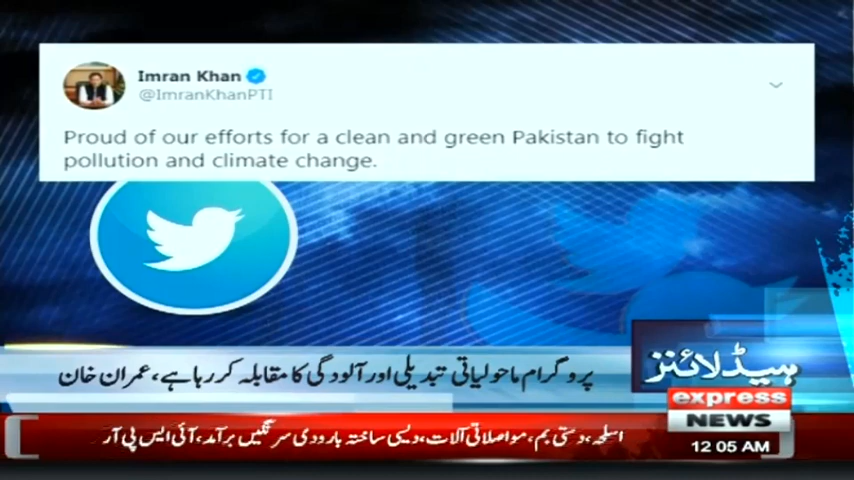 Imran Khan
@ImranKhanPTI
Proud of our efforts for a clean and green Pakistan to fight
pollution and climate change.
ہیڈلائنز
پروگرام ماحولیاتی تبدیلی اور آلودگی کا مقابلہ کر رہا ہے، عمران خان
express
NEWS
اسلحہ، دستی بم، مواصلاتی آلات، دیسی ساختہ بارودی سرنگیں برآمد، آئی ایس پی آر
12:05 AM